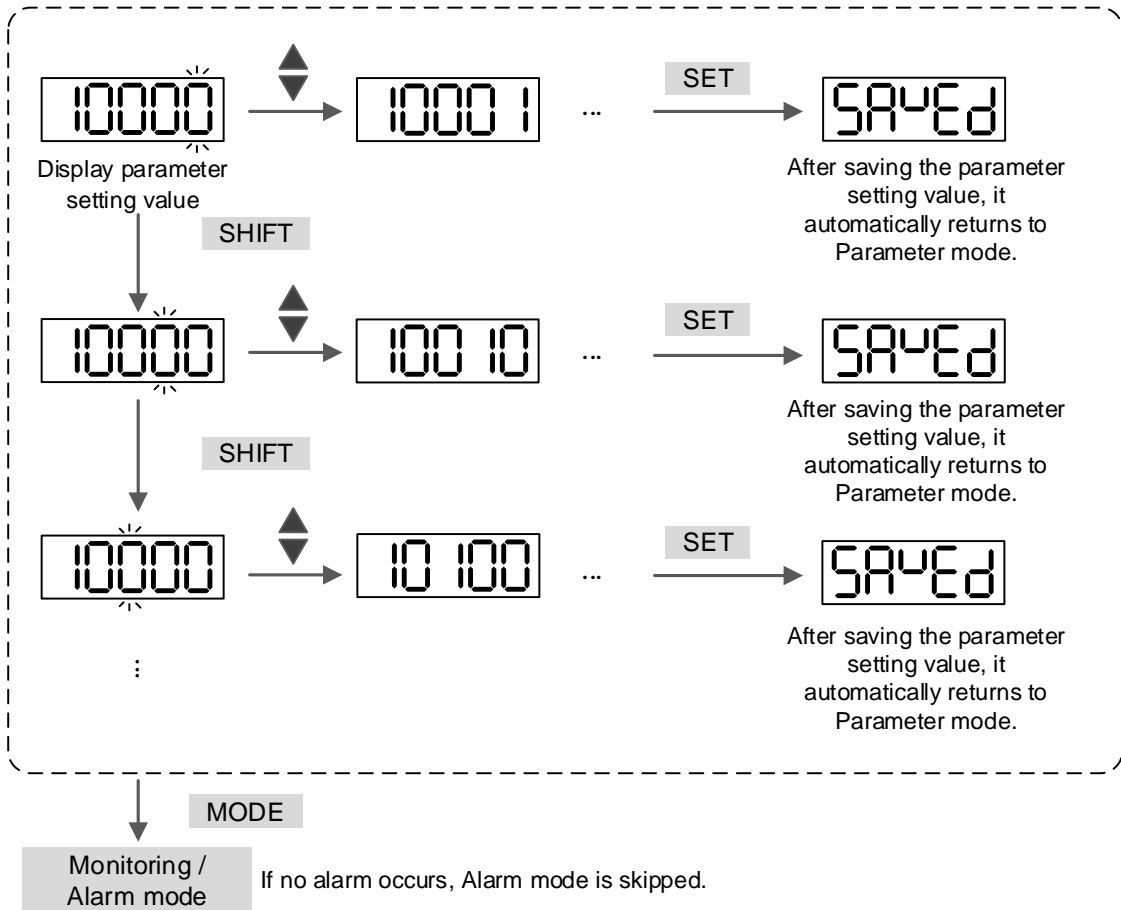 10000
10001
...
SET
SAVEd
Display parameter
setting value
After saving the parameter
setting value, it
automatically returns to
Parameter mode.
SHIFT
10000
10010
...
SET
SAVEd
After saving the parameter
setting value, it
automatically returns to
Parameter mode.
SHIFT
10000
10100
...
SET
SAVEd
After saving the parameter
setting value, it
automatically returns to
Parameter mode.
⋮
MODE
Monitoring /
Alarm mode
If no alarm occurs, Alarm mode is skipped.